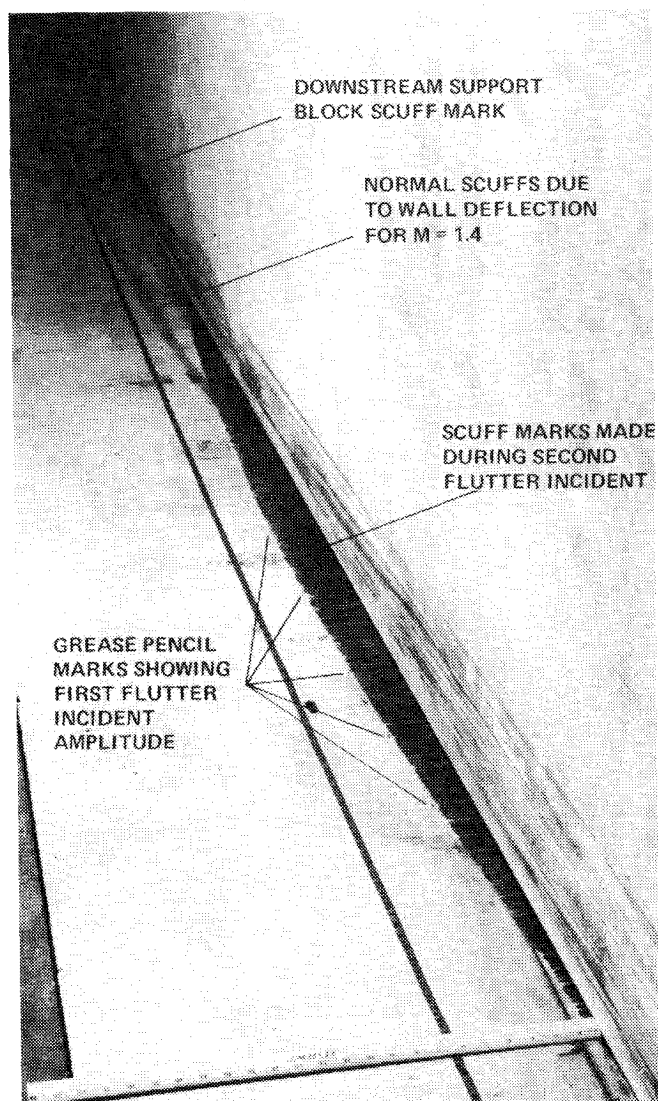 DOWNSTREAM SUPPORT
BLOCK SCUFF MARK
NORMAL SCUFFS DUE
TO WALL DEFLECTION
FOR M = 1.4
SCUFF MARKS MADE
DURING SECOND
FLUTTER INCIDENT
GREASE PENCIL
MARKS SHOWING
FIRST FLUTTER
INCIDENT
AMPLITUDE